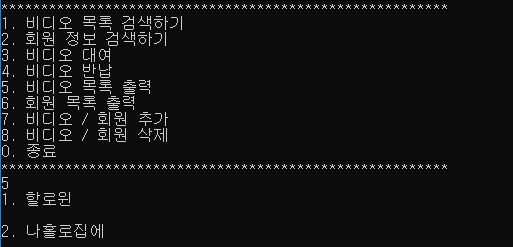 ********************************************************
1. 비디오 목록 검색하기
2. 회원 정보 검색하기
3. 비디오 대여
4. 비디오 반납
5. 비디오 목록 출력
6. 회원 목록 출력
7. 비디오 / 회원 추가
8. 비디오 / 회원 삭제
0. 종료
********************************************************
5
1. 할로윈
2. 나홀로집에